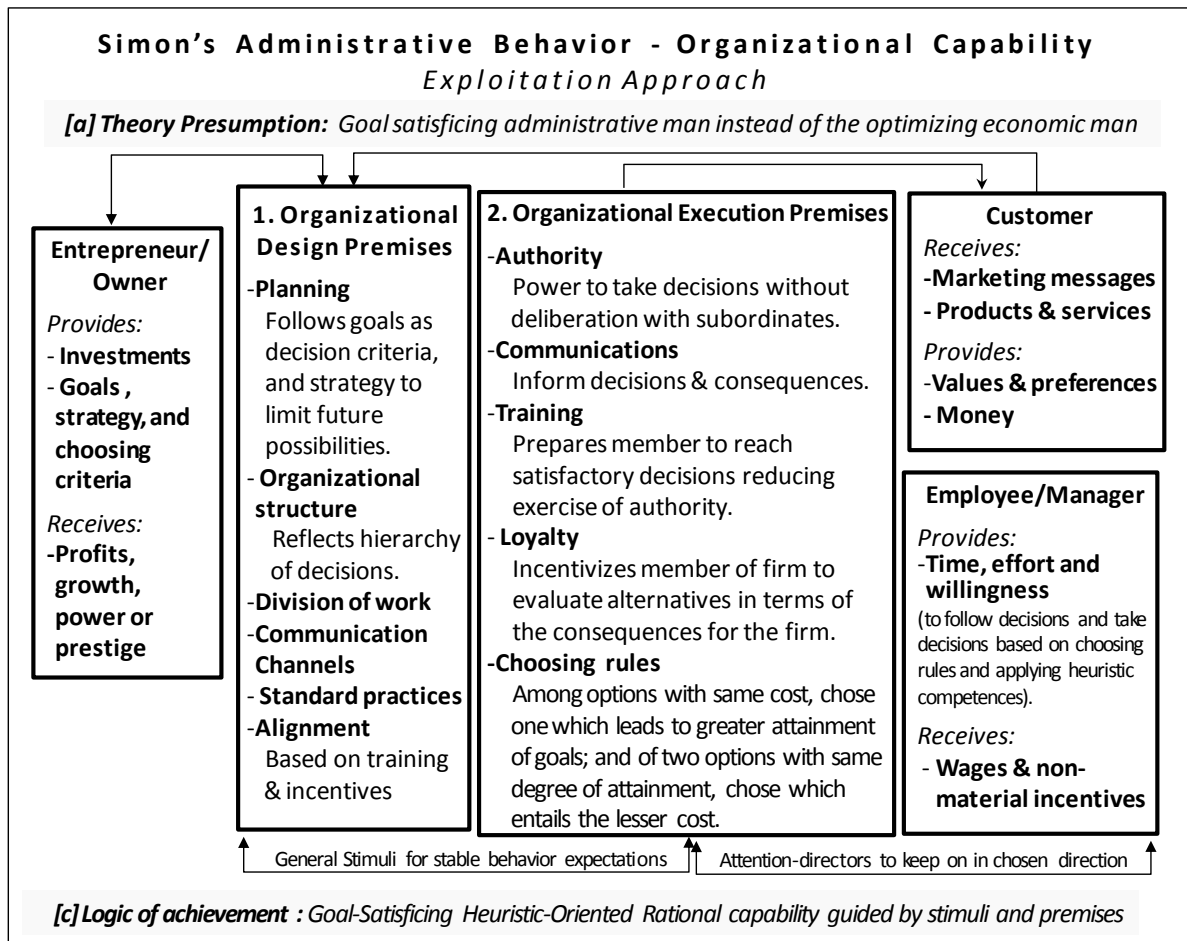 Simon's Administrative Behavior - Organizational Capability
Exploitation Approach
[a] Theory Presumption: Goal satisficing administrative man instead of the optimizing economic man
Entrepreneur/
Owner
Provides:
- Investments
- Goals ,
strategy, and
choosing
criteria
Receives:
-Profits,
growth,
power or
prestige
1. Organizational
Design Premises
-Planning
Follows goals as
decision criteria,
and strategy to
limit future
possibilities.
- Organizational
structure
Reflects hierarchy
of decisions.
-Division of work
-Communication
Channels
- Standard practices
-Alignment
Based on training
& incentives
2. Organizational Execution Premises
-Authority
Power to take decisions without
deliberation with subordinates.
-Communications
Inform decisions & consequences.
-Training
Prepares member to reach
satisfactory decisions reducing
exercise of authority.
- Loyalty
Incentivizes member of firm to
evaluate alternatives in terms of
the consequences for the firm.
-Choosing rules
Among options with same cost, chose
one which leads to greater attainment
of goals; and of two options with same
degree of attainment, chose which
entails the lesser cost.
Customer
Receives:
-Marketing messages
- Products & services
Provides:
-Values & preferences
- Money
Employee/Manager
Provides:
-Time, effort and
willingness
(to follow decisions and take
decisions based on choosing
rules and applying heuristic
competences).
Receives:
- Wages & non-
material incentives
General Stimuli for stable behavior expectations
Attention-directors to keep on in chosen direction
[c] Logic of achievement : Goal-Satisficing Heuristic-Oriented Rational capability guided by stimuli and premises